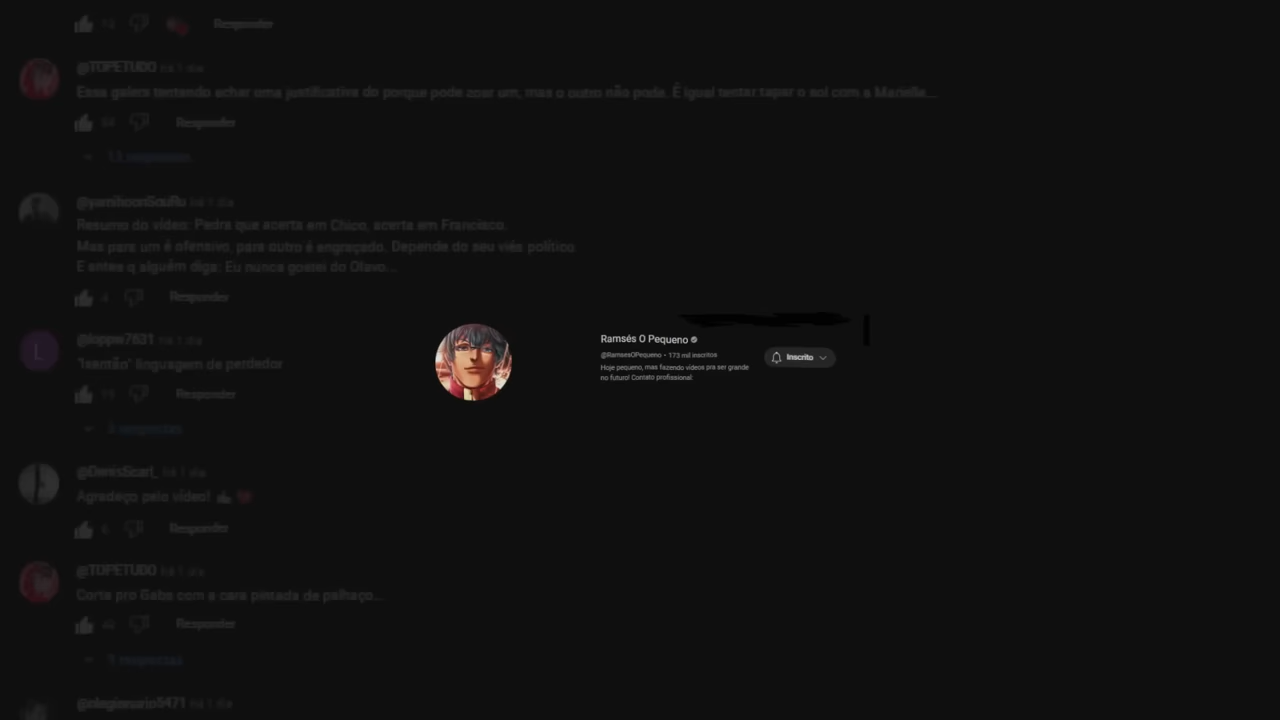 Responder
@TOPETUDO há 1 dia
Essa galera tentando achar uma justificativa do porque pode zoar um, mas o outro não pode. É igual tentar tapar o sol com a Marielle....
Responder
13 respostas
há 1 dia
Resumo do vídeo: Pedra que acerta em Chico, acerta em Francisco.
Mas para um é ofensivo, para outro é engraçado. Depende do seu viés político.
E antes q alguém diga: Eu nunca gostei do Olavo...
Responder
Ramsés O Pequeno
@RamsesOPequeno • 173 mil inscritos
Hoje pequeno, mas fazendo vídeos pra ser grande
no futuro! Contato profissional:
Inscrito
L
há 1 dia
"Isentão" linguagem de perdedor
Responder
respostas
há 1 dia
Agradeço pelo vídeo!
Responder
@TOPETUDO há 1 dia
Corta pro Gabs com a cara pintada de palhaço...
Responder
respostas
@olegionario5471 há 1 dia